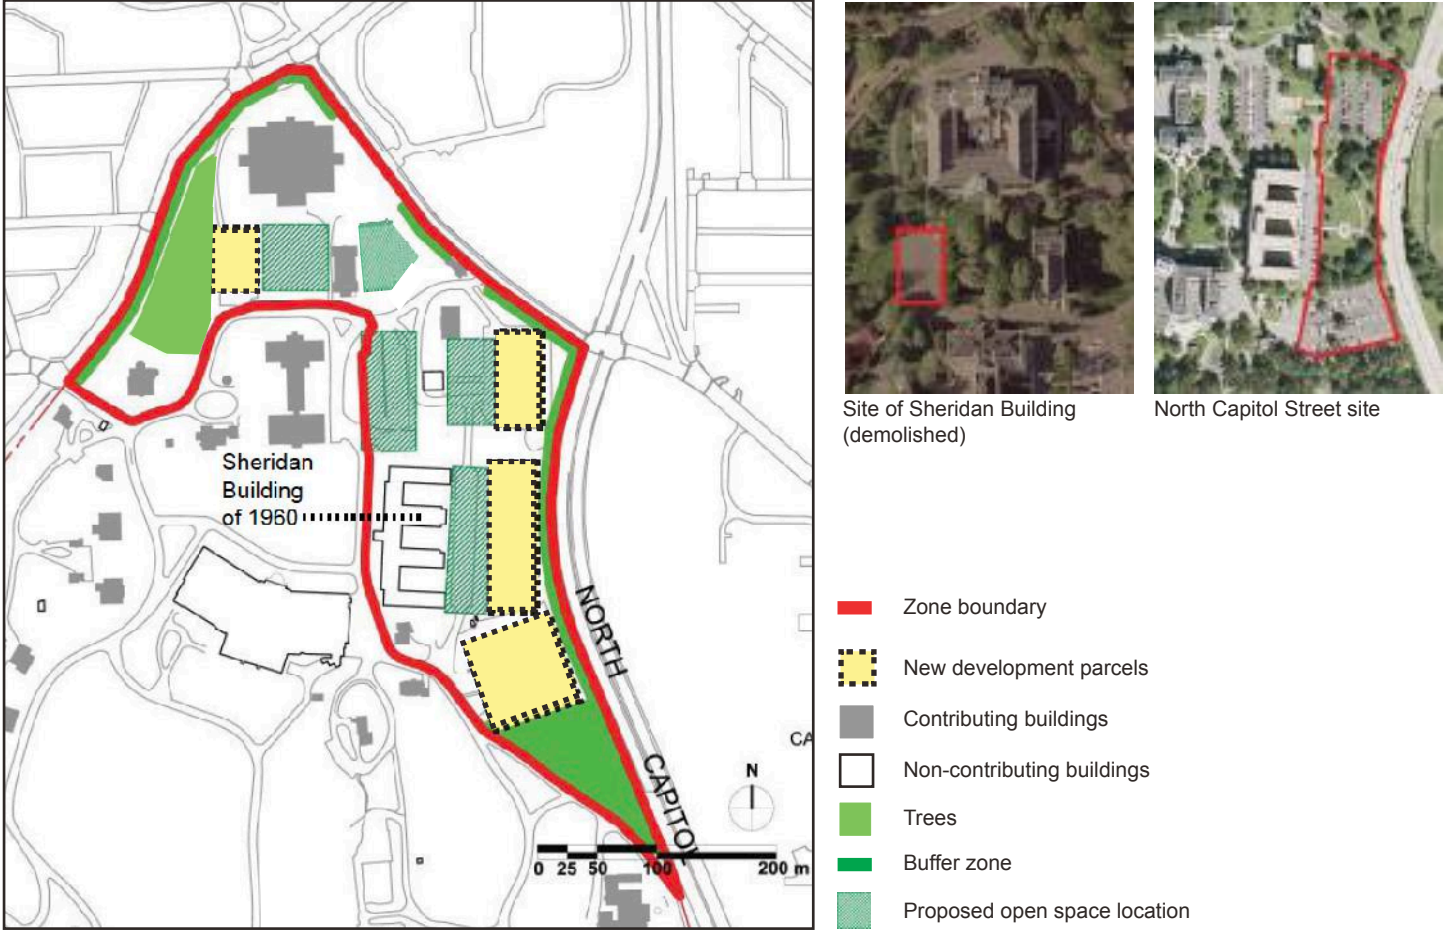 Sheridan
Building
of 1960
NORTH
CAPITOL
CA
N
0 25 50 100 200 m
Site of Sheridan Building
(demolished)
North Capitol Street site
Zone boundary
New development parcels
Contributing buildings
Non-contributing buildings
Trees
Buffer zone
Proposed open space location